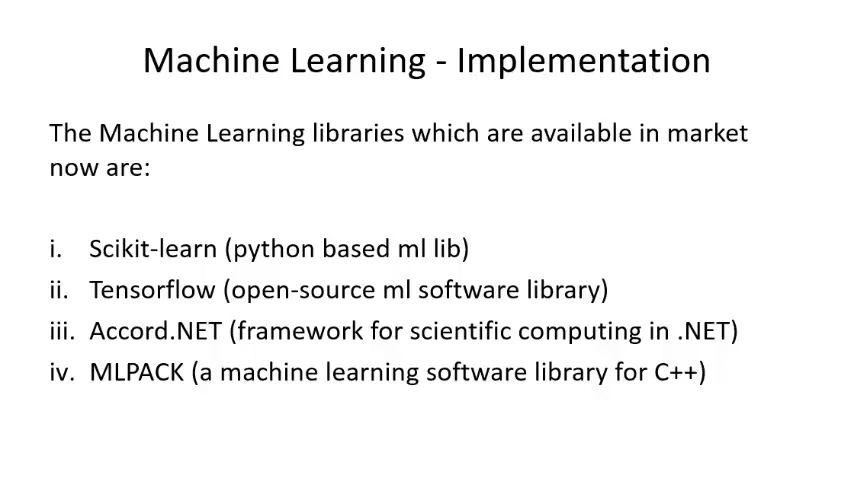 Machine Learning - Implementation
The Machine Learning libraries which are available in market
now are:
i. Scikit-learn (python based ml lib)
ii. Tensorflow (open-source ml software library)
iii. Accord.NET (framework for scientific computing in .NET)
iv. MLPACK (a machine learning software library for C++)